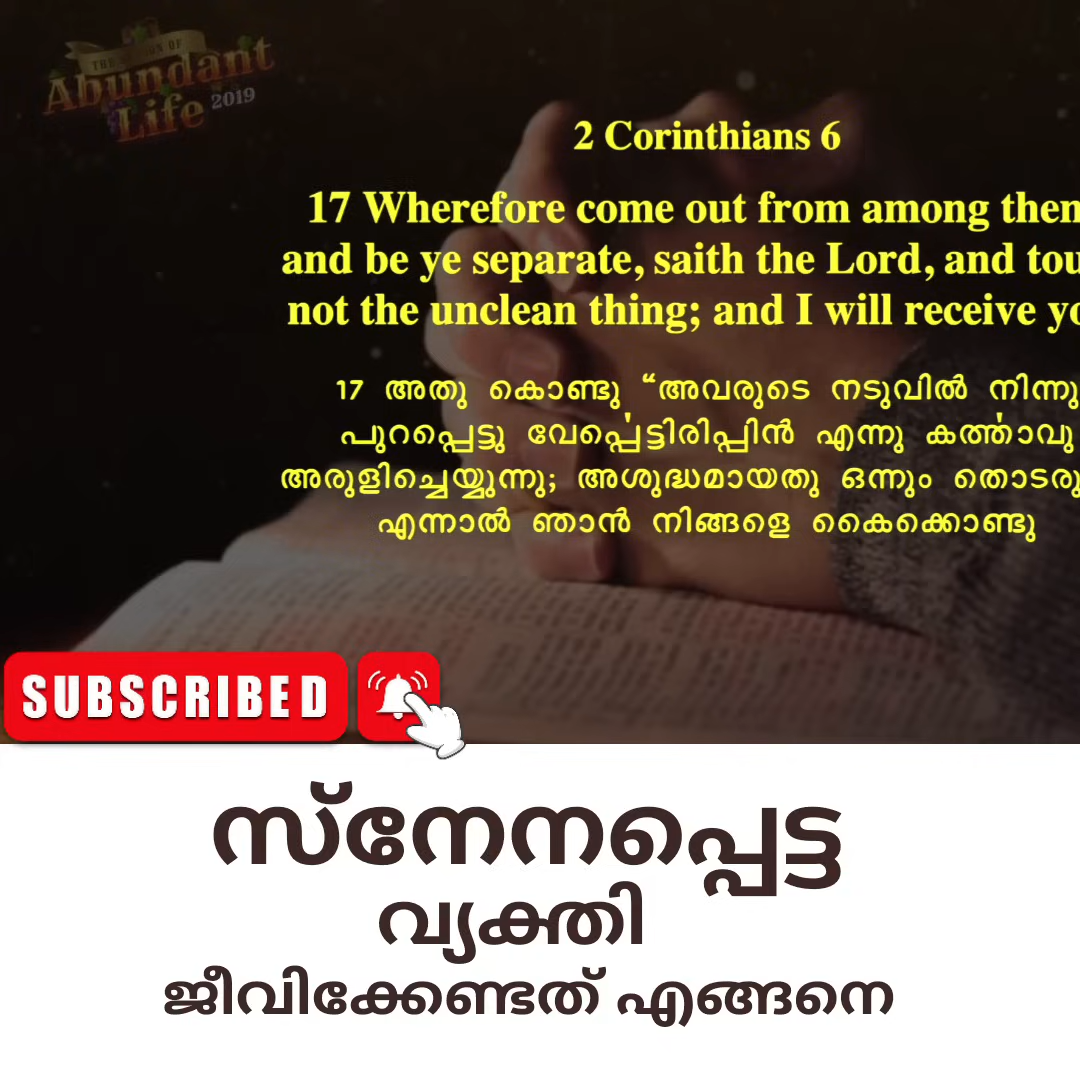 THE SEASON OF
Abundant
Life 2019
2 Corinthians 6
17 Wherefore come out from among them
and be ye separate, saith the Lord, and tou
not the unclean thing; and I will receive yo
17 അതു കൊണ്ടു “അവരുടെ നടുവിൽ നിന്നു
പുറപ്പെട്ടു വേർപ്പെട്ടിരിപ്പിൻ എന്നു കർത്താവു
അരുളിച്ചെയ്യുന്നു; അശുദ്ധമായതു ഒന്നും തൊടരു
എന്നാൽ ഞാൻ നിങ്ങളെ കൈക്കൊണ്ടു
SUBSCRIBED
സ്നേനപ്പെട്ട
വ്യക്തി
ജീവിക്കേണ്ടത് എങ്ങനെ